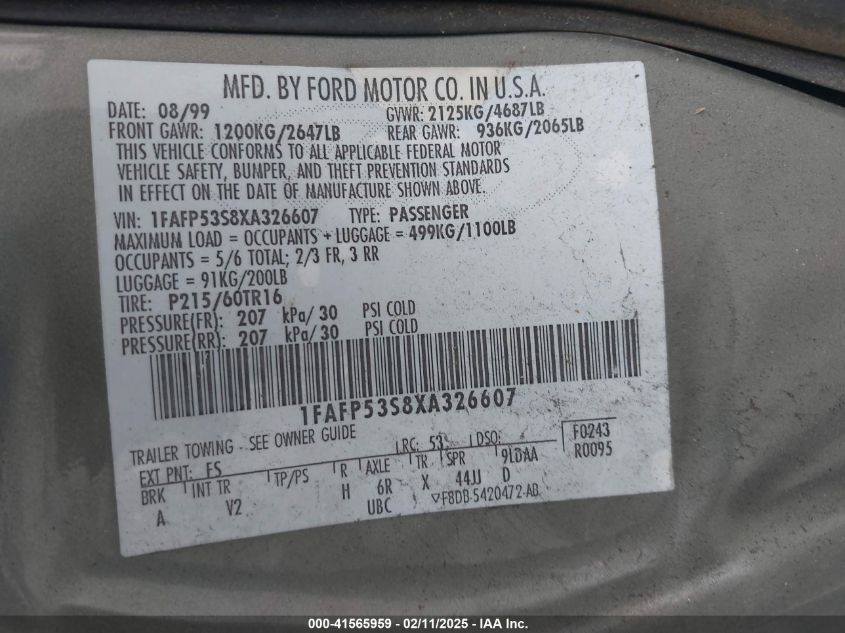 MFD. BY FORD MOTOR CO. IN U.S.A.
DATE: 08/99 GVWR: 2125KG/4687LB
FRONT GAWR: 1200KG/2647LB REAR GAWR: 936KG/2065LB
THIS VEHICLE CONFORMS TO ALL APPLICABLE FEDERAL MOTOR
VEHICLE SAFETY, BUMPER, AND THEFT PREVENTION STANDARDS
IN EFFECT ON THE DATE OF MANUFACTURE SHOWN ABOVE.
VIN: 1FAFP53S8XA326607 TYPE: PASSENGER
MAXIMUM LOAD = OCCUPANTS + LUGGAGE = 499KG/1100LB
OCCUPANTS = 5/6 TOTAL; 2/3 FR, 3 RR
LUGGAGE = 91KG/200LB
TIRE: P215/60TR16
PRESSURE(FR): 207 kPa/30 PSI COLD
PRESSURE(RR): 207 kPa/30 PSI COLD
1FAFP53S8XA326607
TRAILER TOWING - SEE OWNER GUIDE
EXT PNT: FS RC: 53 DSO: F0243
R0095
BRK INT TR TP/PS R AXLE TR SPR 9LDAA
A V2 H 6R X 44JJ D
UBC ▽F8DB-5420472-AB
000-41565959 - 02/11/2025 - IAA Inc.